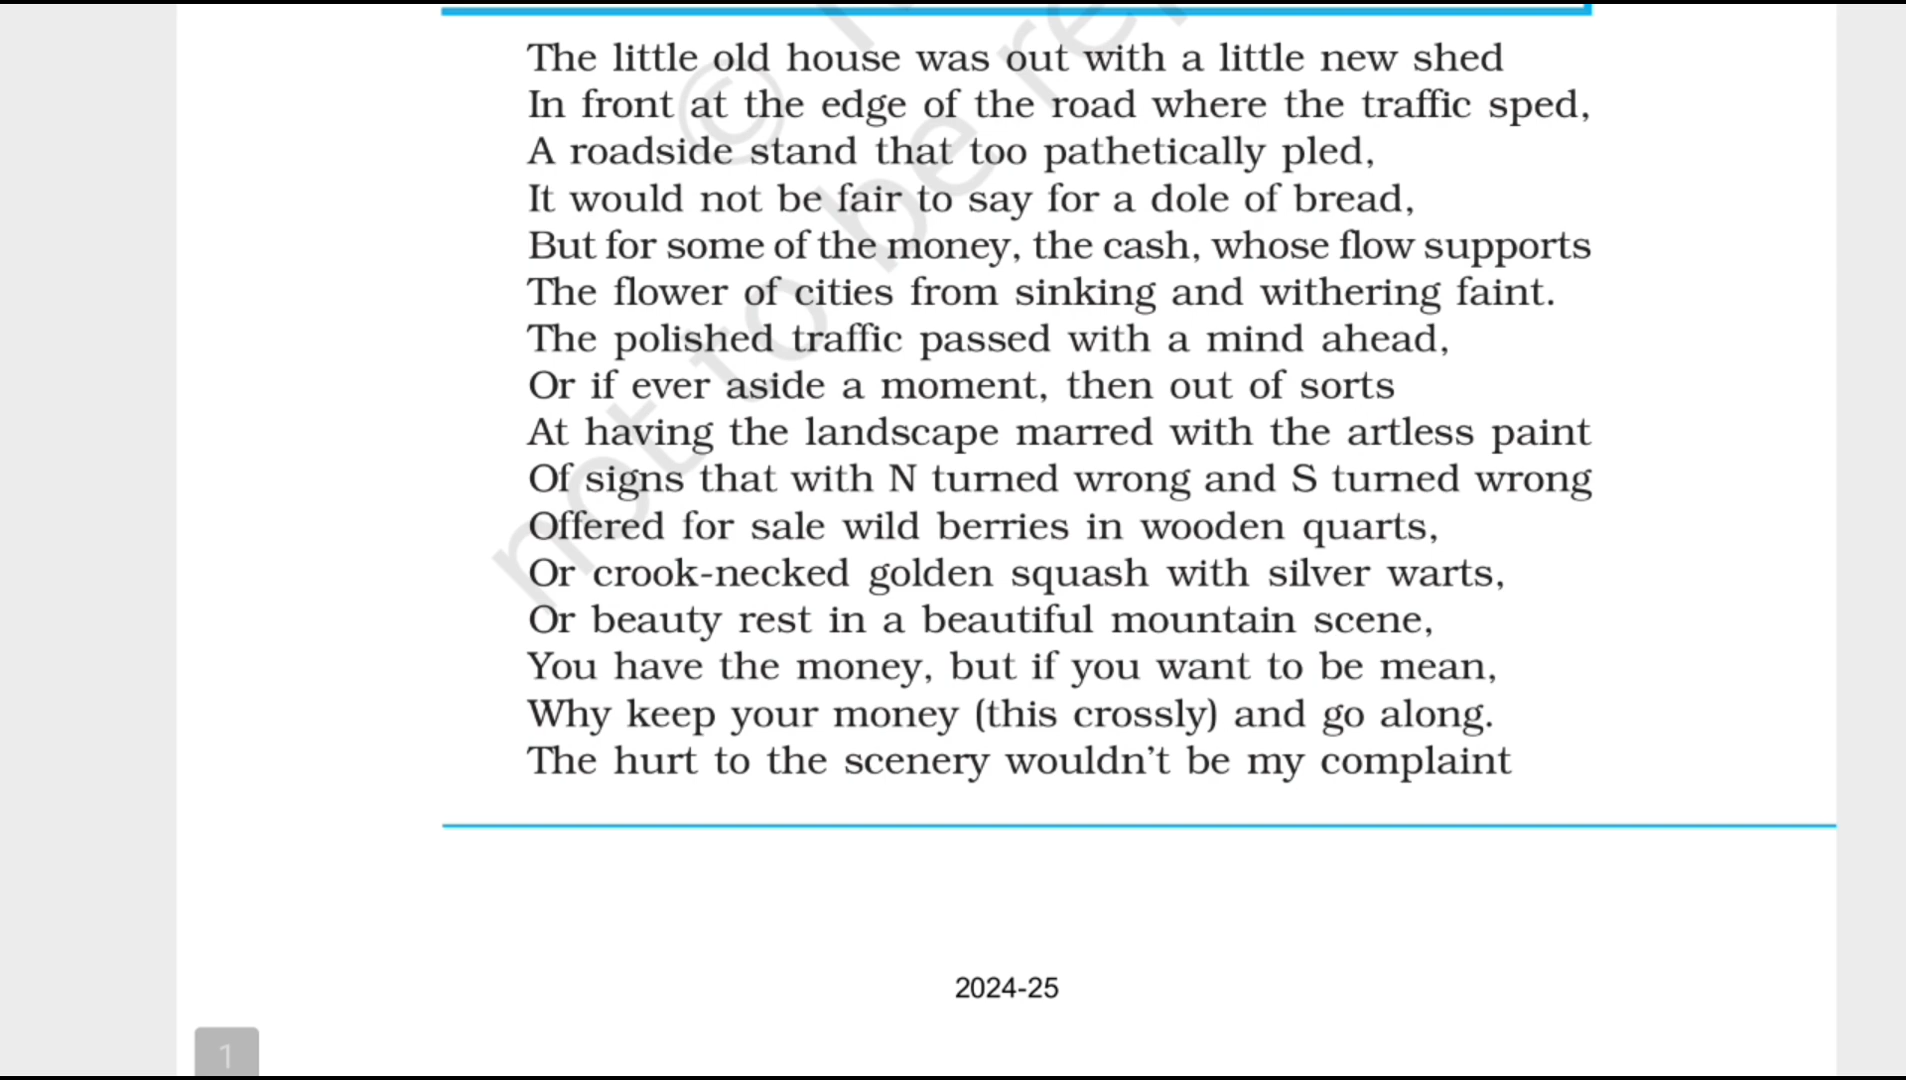 The little old house was out with a little new shed
In front at the edge of the road where the traffic sped,
A roadside stand that too pathetically pled,
It would not be fair to say for a dole of bread,
But for some of the money, the cash, whose flow supports
The flower of cities from sinking and withering faint.
The polished traffic passed with a mind ahead,
Or if ever aside a moment, then out of sorts
At having the landscape marred with the artless paint
Of signs that with N turned wrong and S turned wrong
Offered for sale wild berries in wooden quarts,
Or crook-necked golden squash with silver warts,
Or beauty rest in a beautiful mountain scene,
You have the money, but if you want to be mean,
Why keep your money (this crossly) and go along.
The hurt to the scenery wouldn’t be my complaint
© 
not to be
2024-25
1